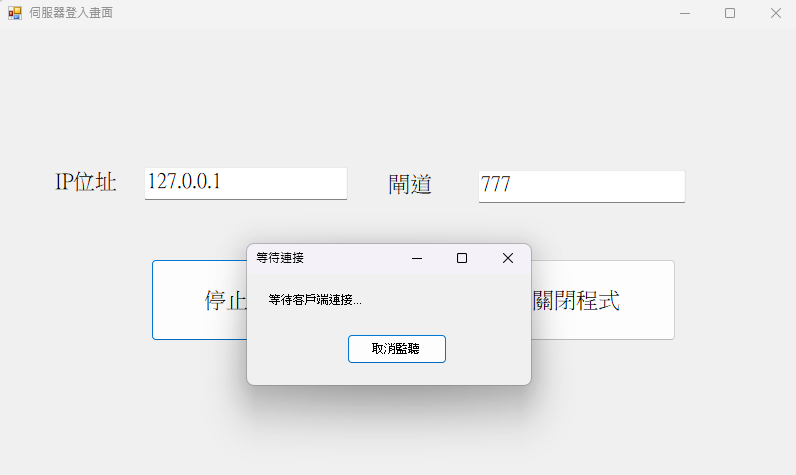 伺服器登入畫面
IP位址
127.0.0.1
閘道
777
等待連接
等待客戶端連接...
停止
關閉程式
取消監聽